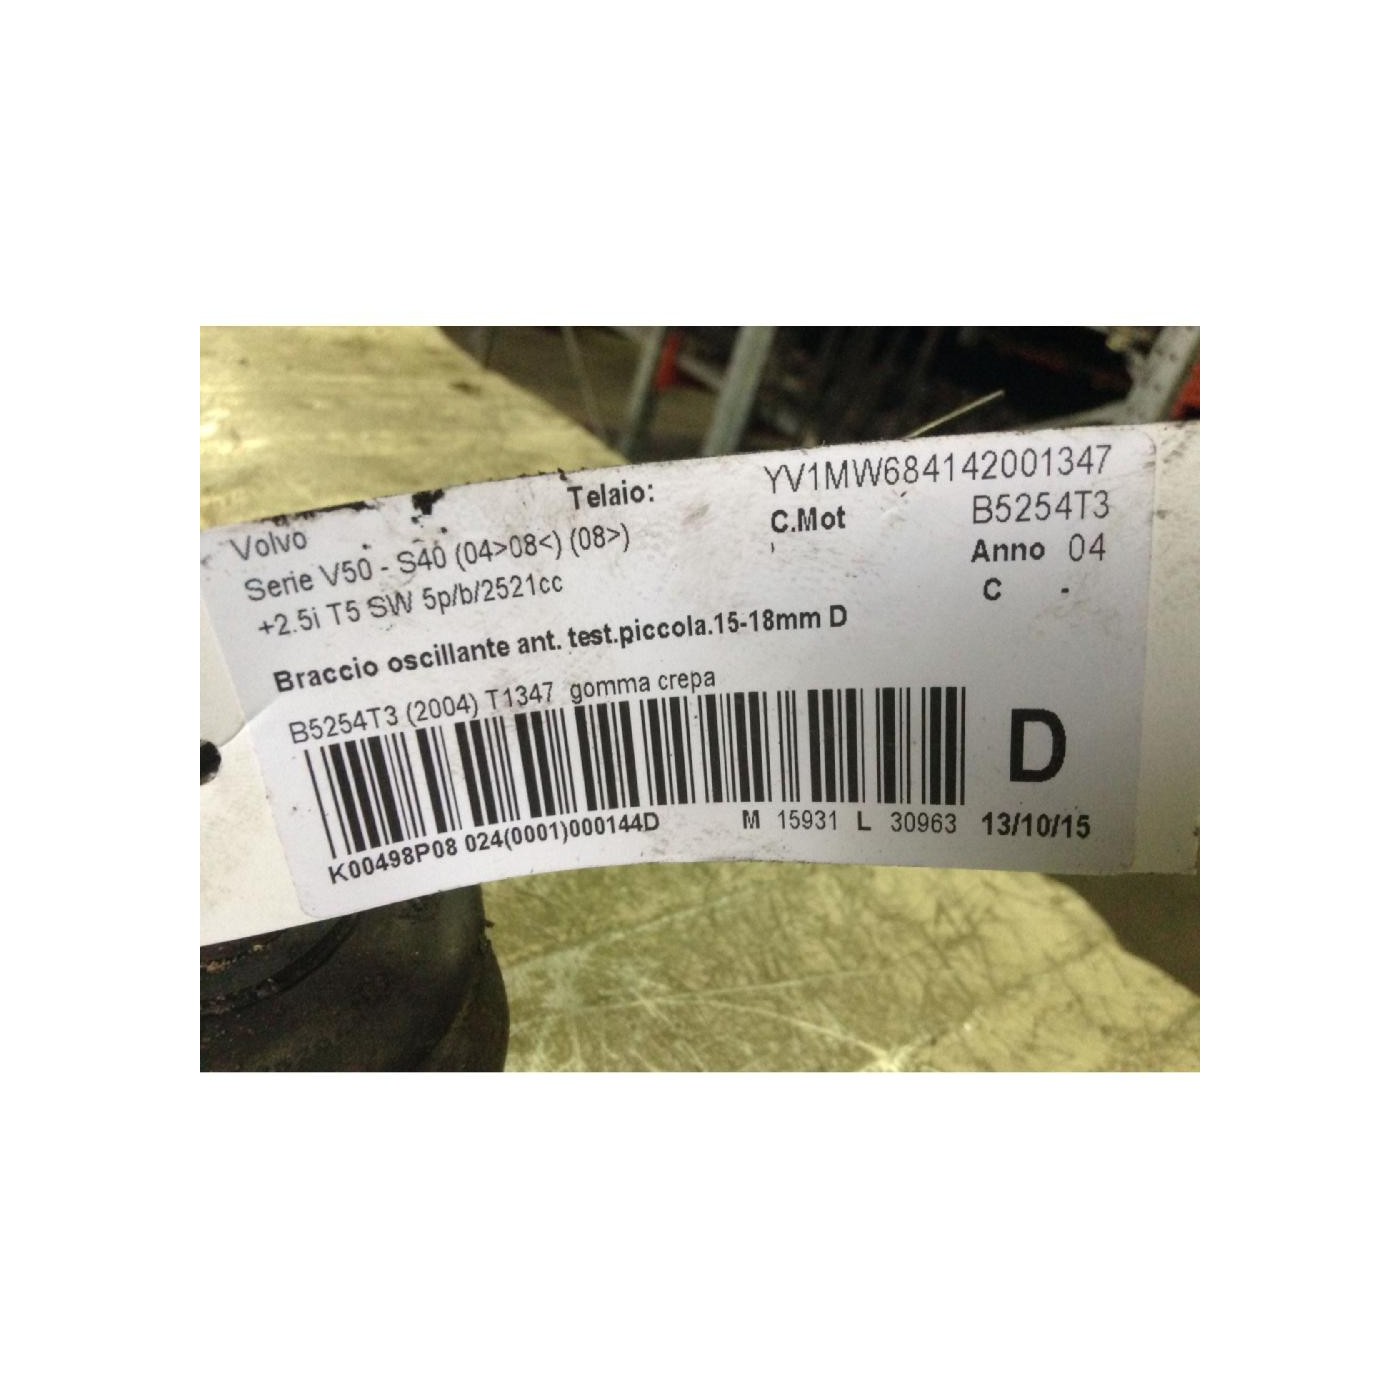 Volvo
Telaio: YV1MW684142001347
Serie V50 - S40 (04>08<) (08>)
C.Mot B5254T3
+2.5i T5 SW 5p/b/2521cc
Anno 04
C -
Braccio oscillante ant. test.piccola.15-18mm D
B5254T3 (2004) T1347 gomma crepa
D
K00498P08 024(0001)000144D M 15931 L 30963 13/10/15